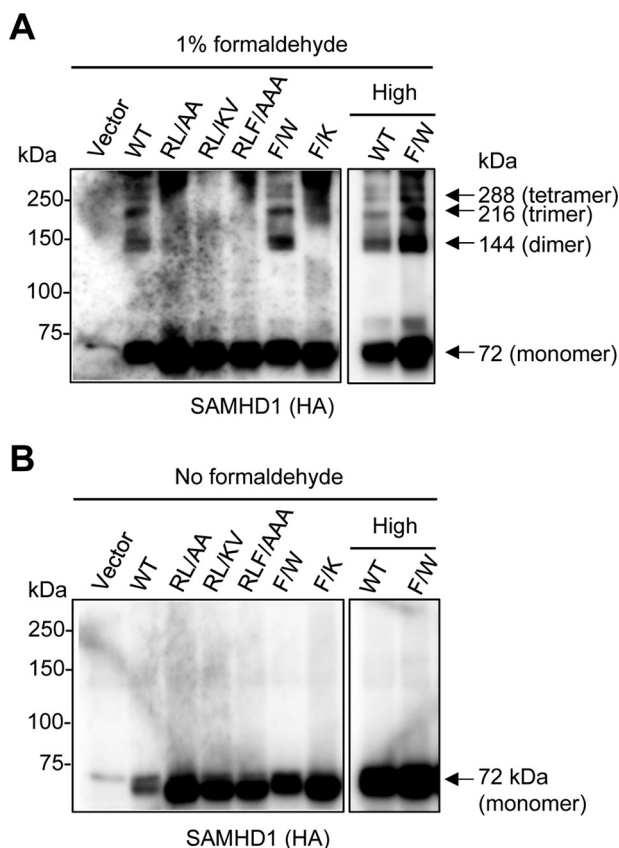 A
1% formaldehyde
High
kDa
Vector
WT
RL/AA
RL/KV
RLF/AAA
F/W
F/K
WT
F/W
kDa
250-
150-
100-
75-
288 (tetramer)
216 (trimer)
144 (dimer)
72 (monomer)
SAMHD1 (HA)
B
No formaldehyde
High
kDa
Vector
WT
RL/AA
RL/KV
RLF/AAA
F/W
F/K
WT
F/W
250-
150-
100-
75-
72 kDa
(monomer)
SAMHD1 (HA)